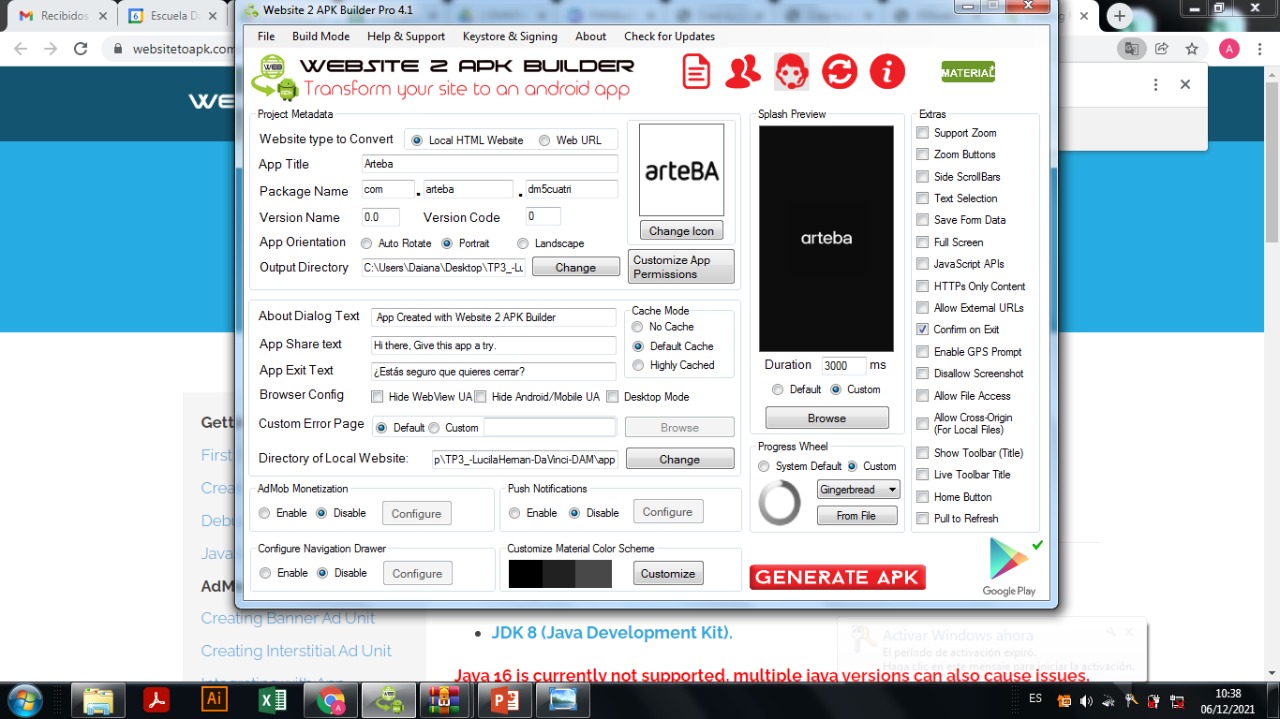 Recibidos
Escuela D
Website 2 APK Builder Pro 4.1
websitetoapk.com
File Build Mode Help & Support Keystore & Signing About Check for Updates
WEBSITE 2 APK BUILDER
Transform your site to an android app
MATERIAL
Project Metadata
Website type to Convert Local HTML Website Web URL
App Title Arteba
Package Name com . arteba . dm5cuatri
Version Name 0.0 Version Code 0
App Orientation Auto Rotate Portrait Landscape
Output Directory C:\Users\Daiana\Desktop\TP3_-Lu Change
arteBA
Change Icon
Customize App
Permissions
About Dialog Text App Created with Website 2 APK Builder
App Share text Hi there, Give this app a try.
App Exit Text ¿Estás seguro que quieres cerrar?
Browser Config Hide WebView UA Hide Android/Mobile UA Desktop Mode
Custom Error Page Default Custom Browse
Directory of Local Website: p\TP3_-LucilaHernan-DaVinci-DAM\app Change
Cache Mode
No Cache
Default Cache
Highly Cached
AdMob Monetization
Enable Disable Configure
Push Notifications
Enable Disable Configure
Configure Navigation Drawer
Enable Disable Configure
Customize Material Color Scheme
Customize
Splash Preview
arteba
Duration 3000 ms
Default Custom
Browse
Progress Wheel
System Default Custom
Gingerbread
From File
GENERATE APK
Extras
Support Zoom
Zoom Buttons
Side ScrollBars
Text Selection
Save Form Data
Full Screen
JavaScript APIs
HTTPs Only Content
Allow External URLs
Confirm on Exit
Enable GPS Prompt
Disallow Screenshot
Allow File Access
Allow Cross-Origin
(For Local Files)
Show Toolbar (Title)
Live Toolbar Title
Home Button
Pull to Refresh
Google Play
Creating Banner Ad Unit
Creating Interstitial Ad Unit
JDK 8 (Java Development Kit).
Java 16 is currently not supported, multiple java versions can also cause issues.
Activar Windows ahora
El período de activación expiró.
Haga clic en este mensaje para iniciar la activación.
ES
10:38
06/12/2021